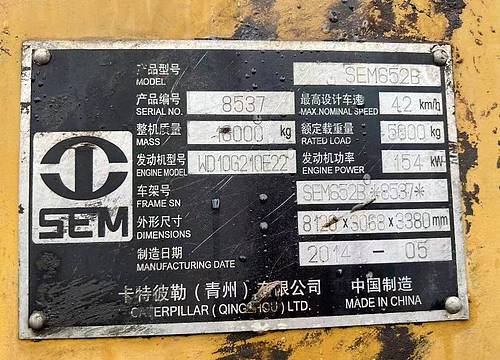 产品型号 SEM652B
MODEL
产品编号 8537 最高设计车速 42 km/h
SERIAL NO. MAX.NOMINAL SPEED
整机质量 16000 kg 额定载重量 5000 kg
MASS RATED LOAD
发动机型号 WD10G210E22 发动机功率 154 kW
ENGINE MODEL ENGINE POWER
车架号 SEM652B*8537*
FRAME SN
SEM
外形尺寸 8120×3068×3380mm
DIMENSIONS
制造日期 2014 - 05
MANUFACTURING DATE
卡特彼勒（青州）有限公司 中国制造
CATERPILLAR (QINGZHOU) LTD. MADE IN CHINA